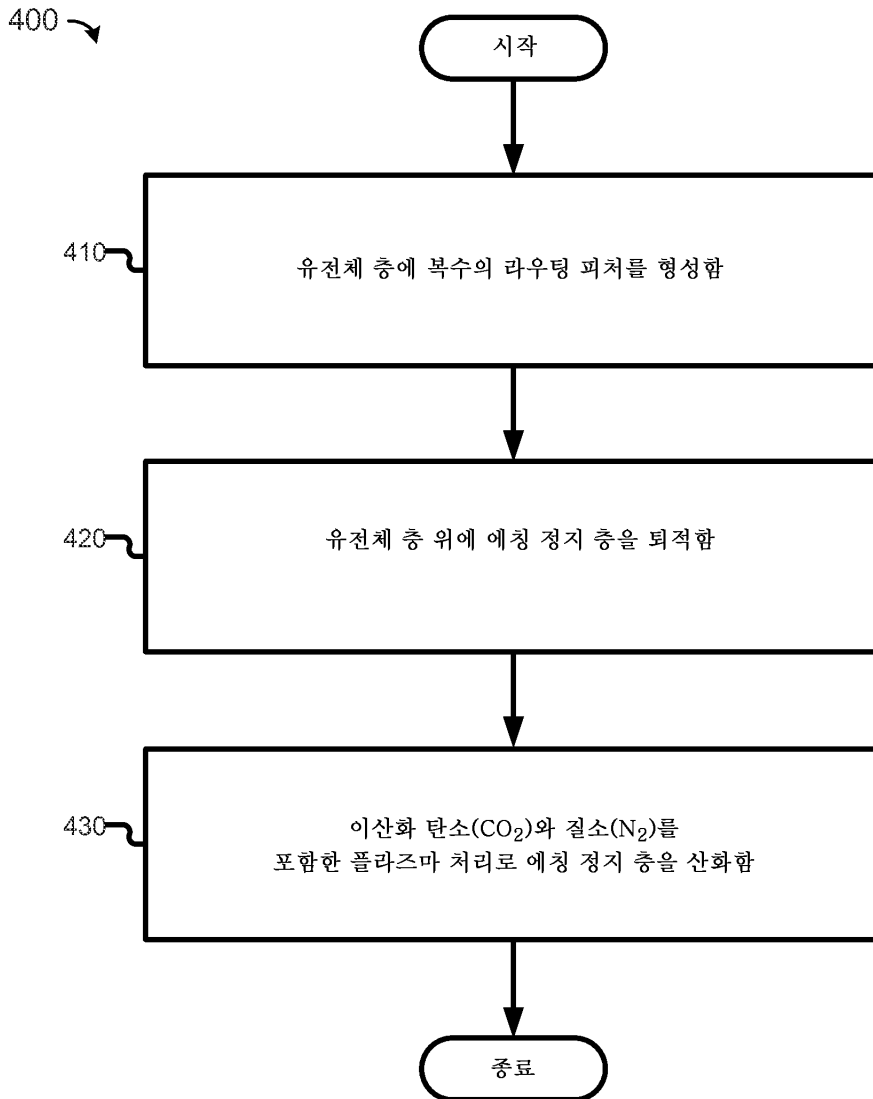 400
시작
410
유전체 층에 복수의 라우팅 피처를 형성함
420
유전체 층 위에 에칭 정지 층을 퇴적함
430
이산화 탄소(CO₂)와 질소(N₂)를
포함한 플라즈마 처리로 에칭 정지 층을 산화함
종료